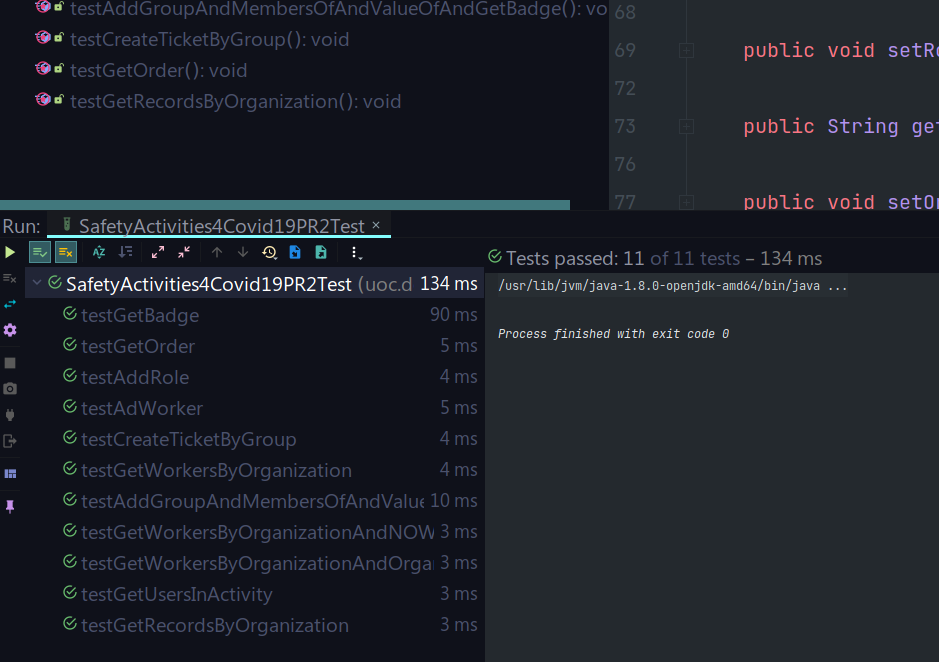 testAddGroupAndMembersOfAndValueOfAndGetBadge(): vo
testCreateTicketByGroup(): void
testGetOrder(): void
testGetRecordsByOrganization(): void
68
69 public void setR
72
73 public String get
76
77 public void setO
Run: SafetyActivities4Covid19PR2Test ×
SafetyActivities4Covid19PR2Test (uoc.d 134 ms
testGetBadge 90 ms
testGetOrder 5 ms
testAddRole 4 ms
testAdWorker 5 ms
testCreateTicketByGroup 4 ms
testGetWorkersByOrganization 4 ms
testAddGroupAndMembersOfAndValue 10 ms
testGetWorkersByOrganizationAndNOW 3 ms
testGetWorkersByOrganizationAndOrga 3 ms
testGetUsersInActivity 3 ms
testGetRecordsByOrganization 3 ms
Tests passed: 11 of 11 tests – 134 ms
/usr/lib/jvm/java-1.8.0-openjdk-amd64/bin/java ...
Process finished with exit code 0